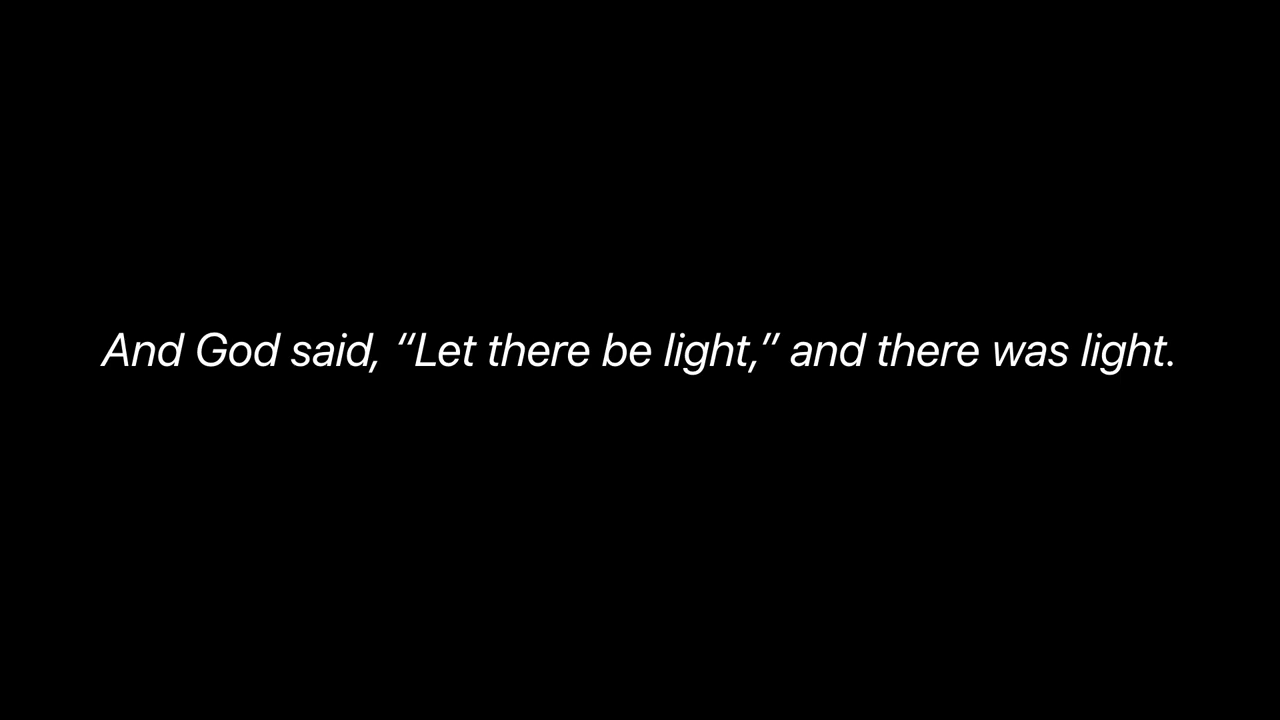 And God said, “Let there be light,” and there was light.